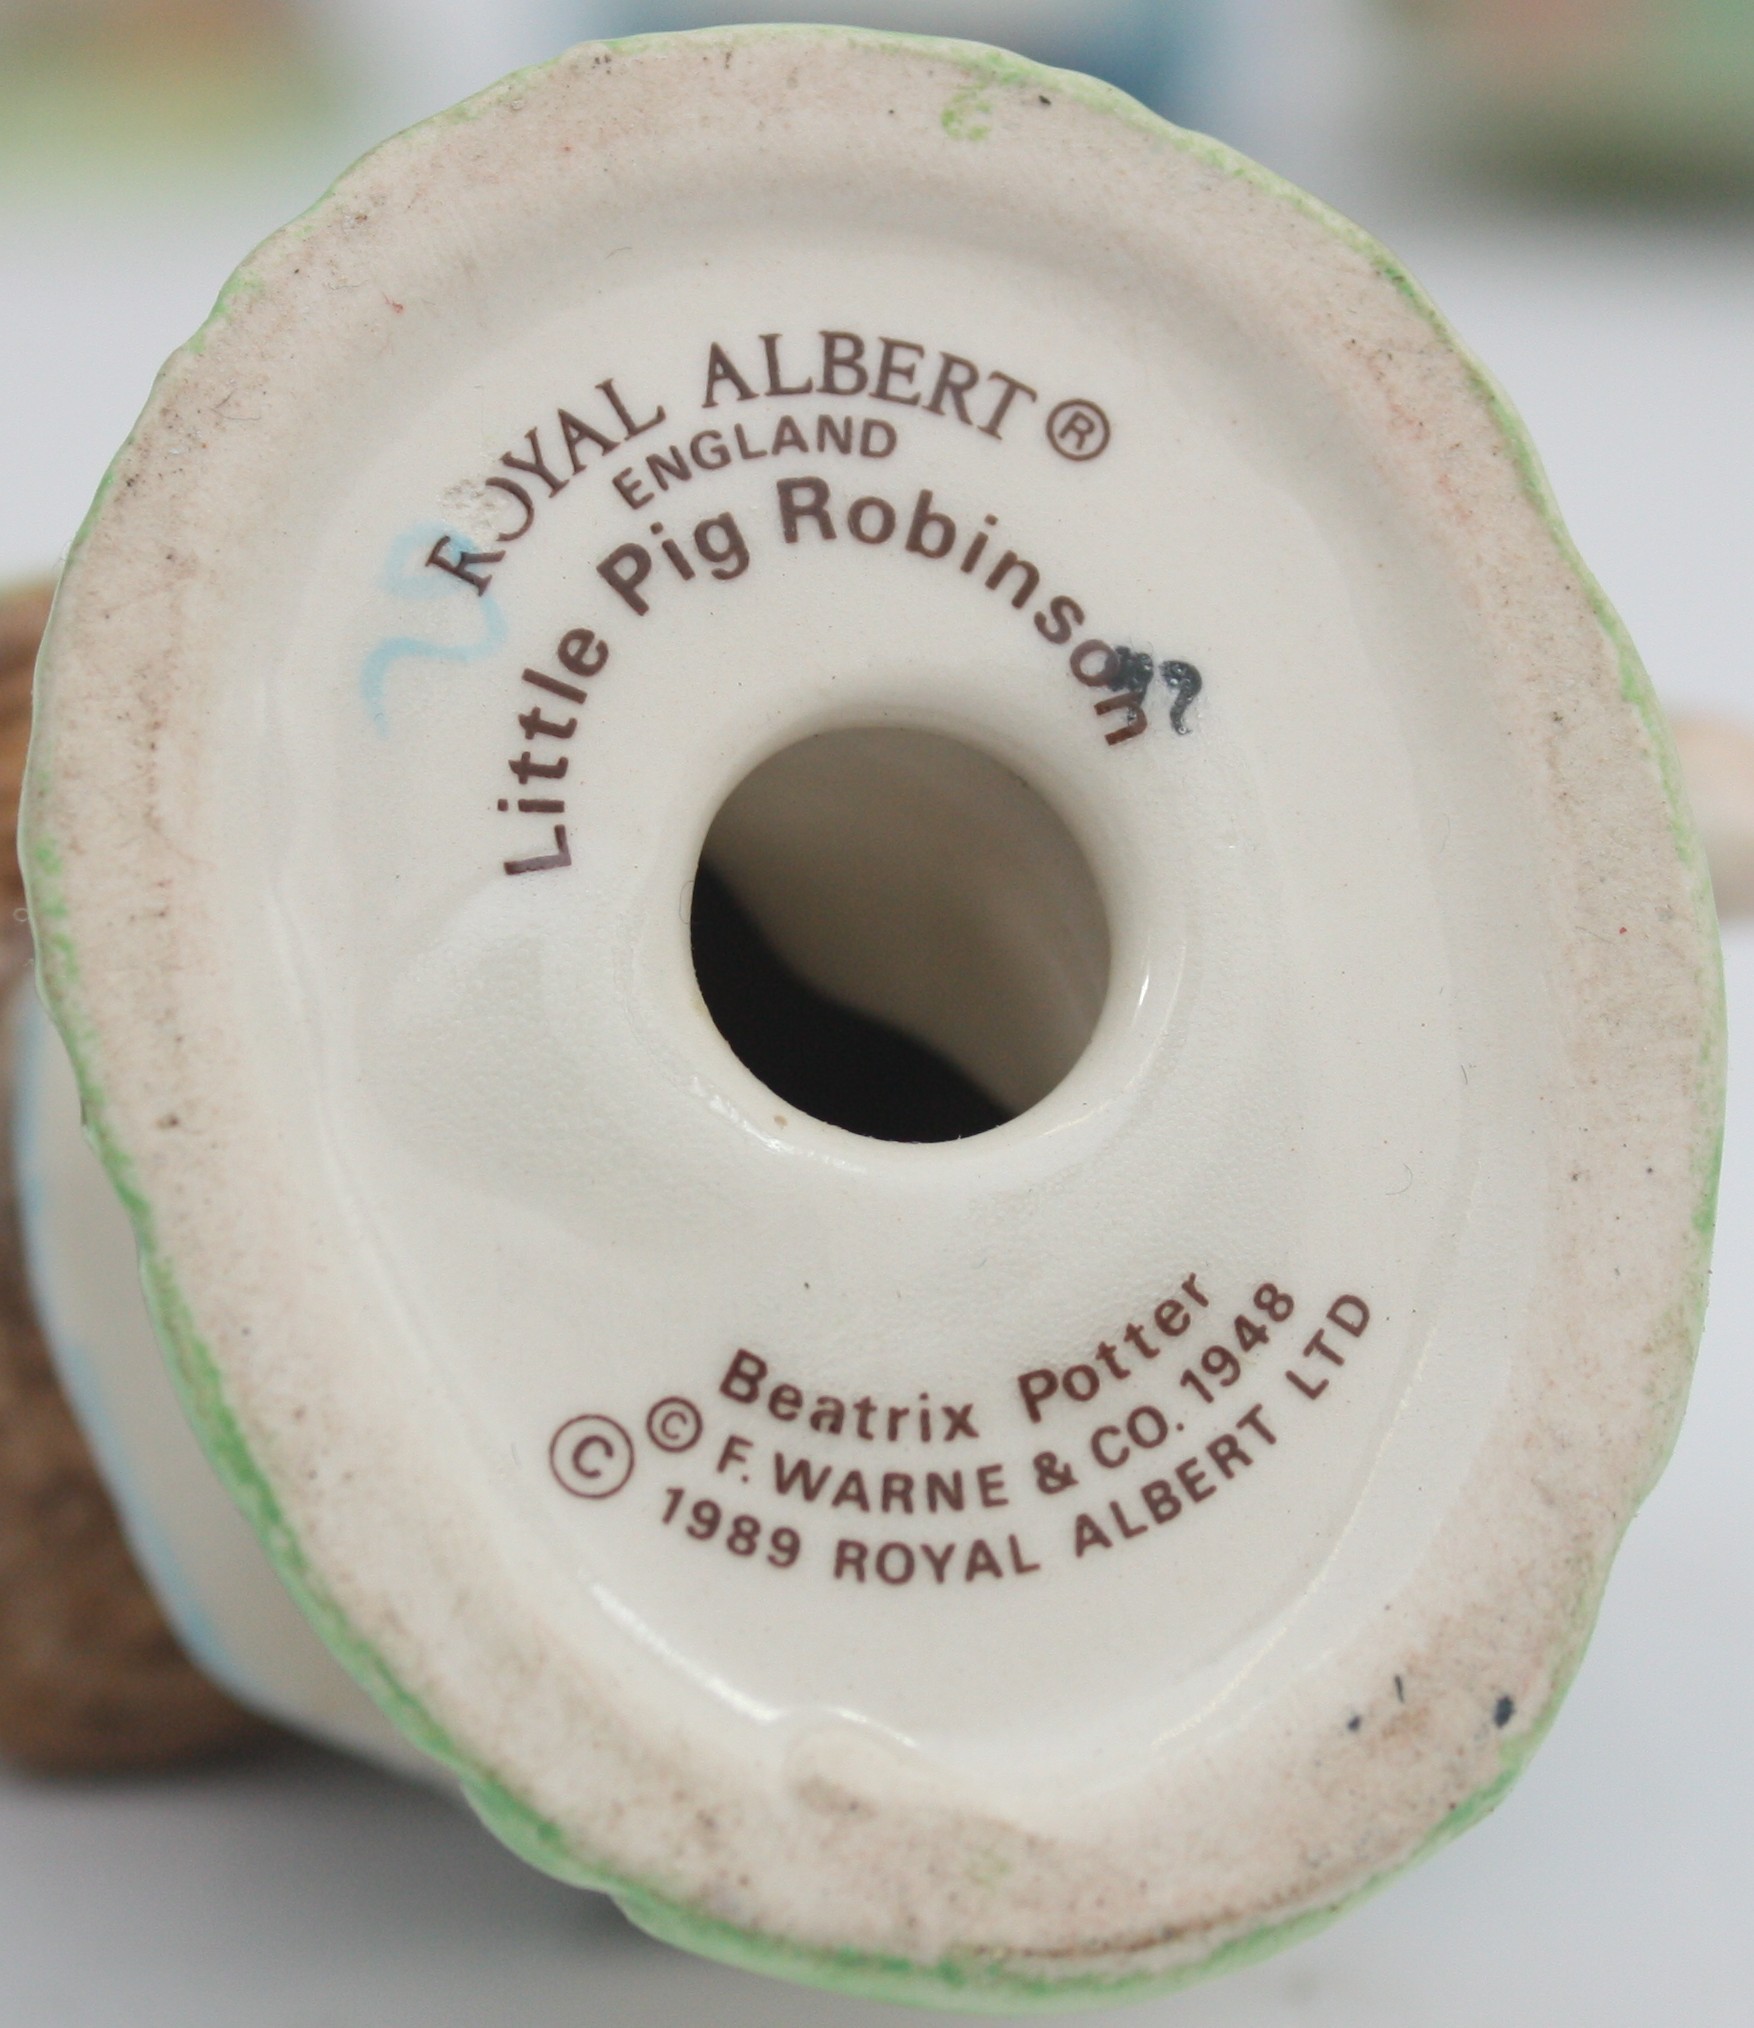 ROYAL ALBERT ®
ENGLAND
Little Pig Robinson
Beatrix Potter
© F. WARNE & CO. 1948
© 1989 ROYAL ALBERT LTD